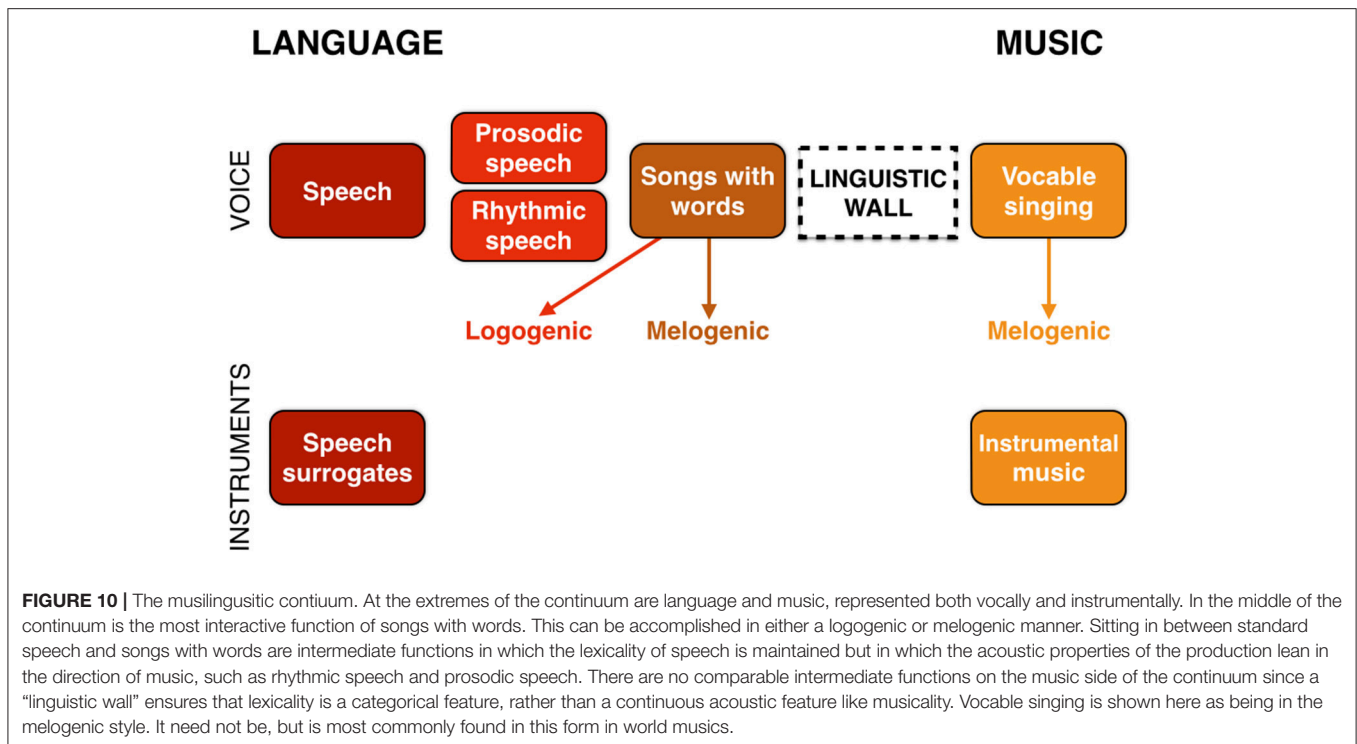 LANGUAGE
MUSIC
VOICE
Speech
Prosodic
speech
Rhythmic
speech
Songs with
words
LINGUISTIC
WALL
Vocable
singing
Logogenic
Melogenic
Melogenic
INSTRUMENTS
Speech
surrogates
Instrumental
music
FIGURE 10 | The musilingusitic contiuum. At the extremes of the continuum are language and music, represented both vocally and instrumentally. In the middle of the
continuum is the most interactive function of songs with words. This can be accomplished in either a logogenic or melogenic manner. Sitting in between standard
speech and songs with words are intermediate functions in which the lexicality of speech is maintained but in which the acoustic properties of the production lean in
the direction of music, such as rhythmic speech and prosodic speech. There are no comparable intermediate functions on the music side of the continuum since a
“linguistic wall” ensures that lexicality is a categorical feature, rather than a continuous acoustic feature like musicality. Vocable singing is shown here as being in the
melogenic style. It need not be, but is most commonly found in this form in world musics.